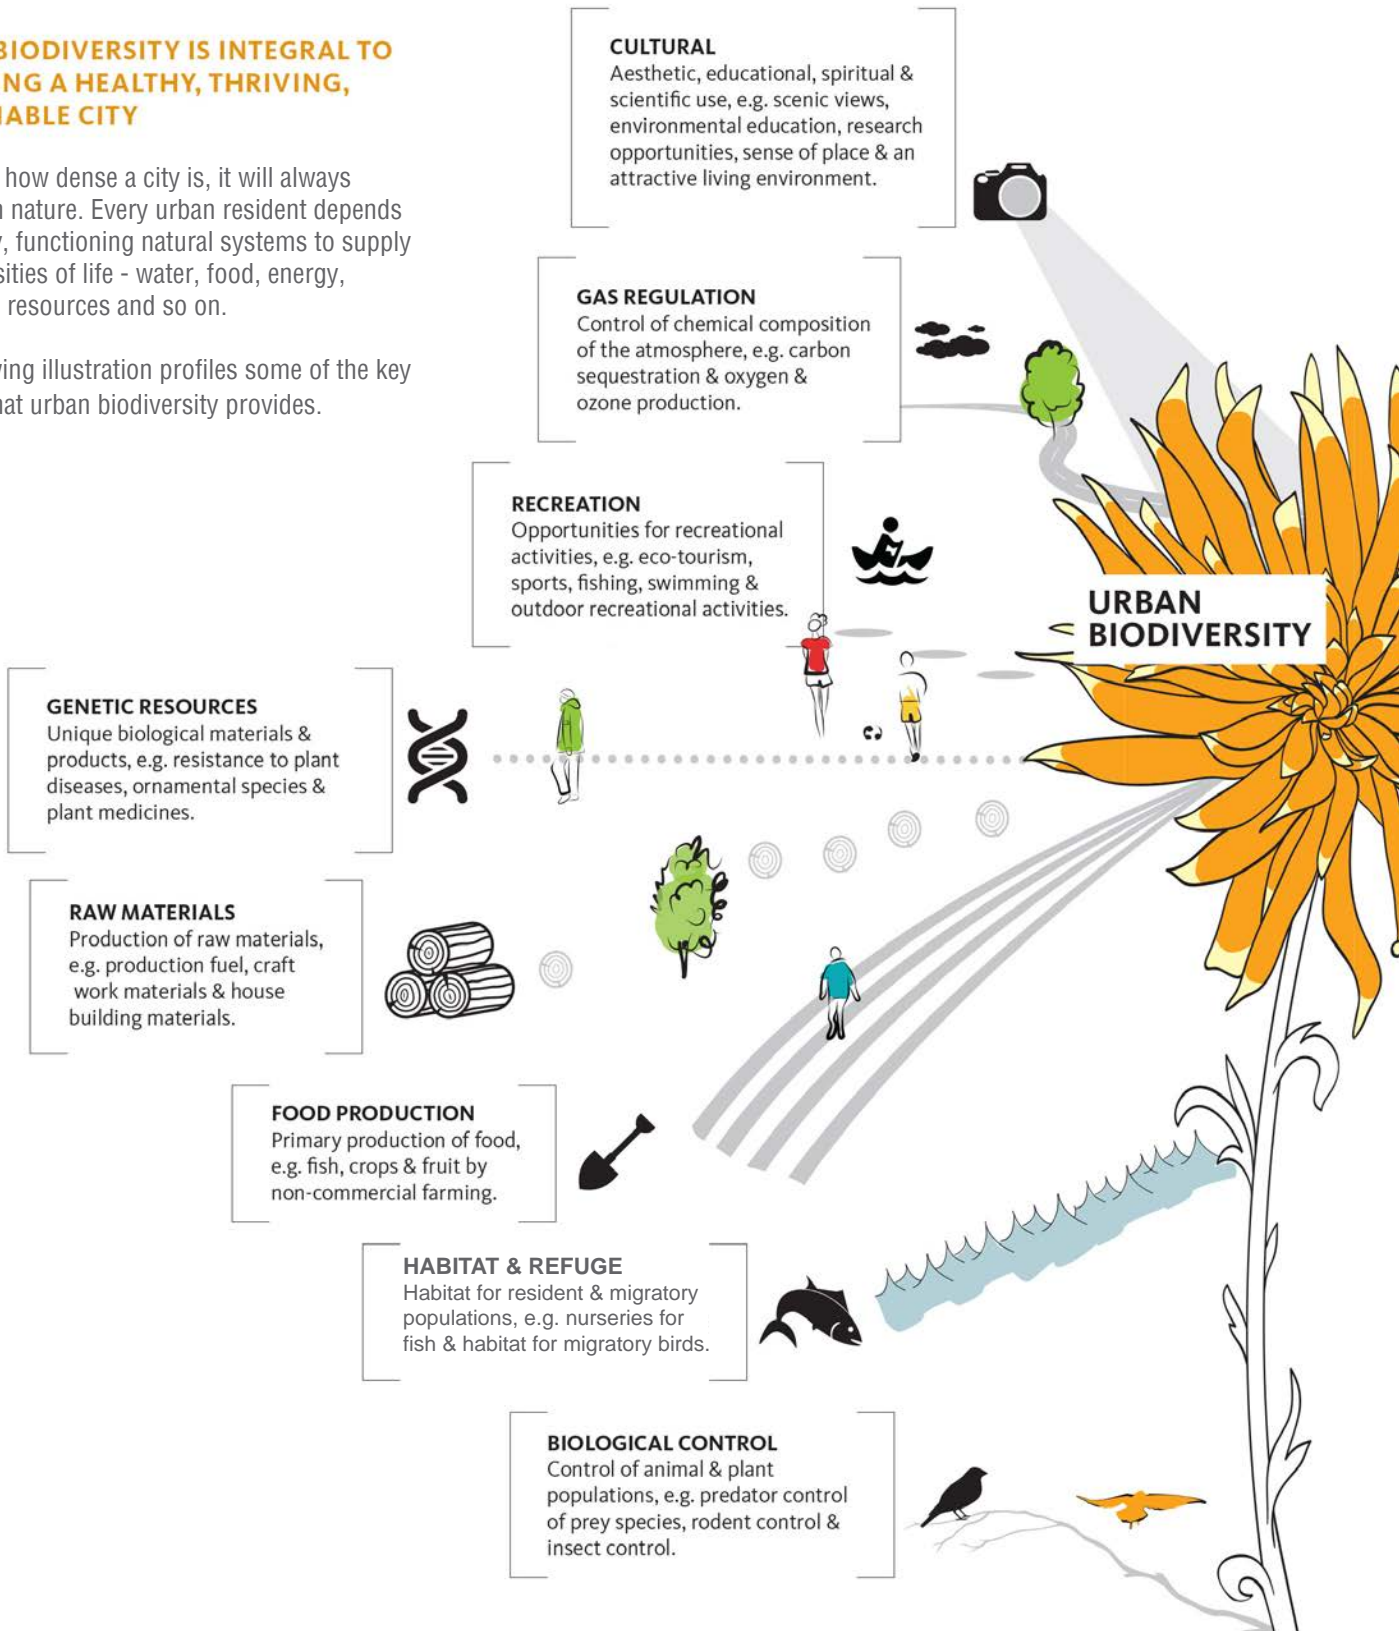 BIODIVERSITY IS INTEGRAL TO
NG A HEALTHY, THRIVING,
ABLE CITY
how dense a city is, it will always
nature. Every urban resident depends
, functioning natural systems to supply
sities of life - water, food, energy,
resources and so on.
ving illustration profiles some of the key
at urban biodiversity provides.
CULTURAL
Aesthetic, educational, spiritual &
scientific use, e.g. scenic views,
environmental education, research
opportunities, sense of place & an
attractive living environment.
GAS REGULATION
Control of chemical composition
of the atmosphere, e.g. carbon
sequestration & oxygen &
ozone production.
RECREATION
Opportunities for recreational
activities, e.g. eco-tourism,
sports, fishing, swimming &
outdoor recreational activities.
URBAN
BIODIVERSITY
GENETIC RESOURCES
Unique biological materials &
products, e.g. resistance to plant
diseases, ornamental species &
plant medicines.
RAW MATERIALS
Production of raw materials,
e.g. production fuel, craft
work materials & house
building materials.
FOOD PRODUCTION
Primary production of food,
e.g. fish, crops & fruit by
non-commercial farming.
HABITAT & REFUGE
Habitat for resident & migratory
populations, e.g. nurseries for
fish & habitat for migratory birds.
BIOLOGICAL CONTROL
Control of animal & plant
populations, e.g. predator control
of prey species, rodent control &
insect control.